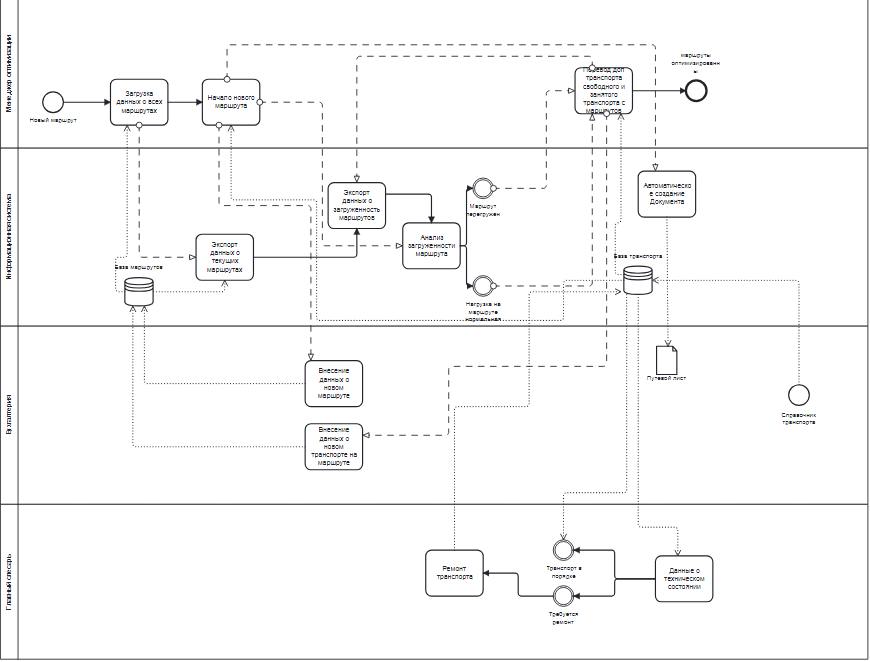 Менеджер оптимизации
Новый маршрут
Загрузка
данных о всех
маршрутах
Начало нового
маршрута
Перевод доп
транспорта
свободного и
занятого
транспорта с
маршрутов
маршруты
оптимизированн
ы
Информационная система
База маршрутов
Экспорт
данных о
текущих
маршрутах
Экспорт
данных о
загруженность
маршрутов
Анализ
загруженности
маршрута
Маршрут
перегружен
Нагрузка на
маршруте
нормальная
База транспорта
Автоматическо
е создание
Документа
Бухгалтерия
Внесение
данных о
новом
маршруте
Внесение
данных о
новом
транспорте на
маршруте
Путевой лист
Справочник
транспорта
Главный слесарь
Ремонт
транспорта
Транспорт в
порядке
Требуется
ремонт
Данные о
техническом
состоянии